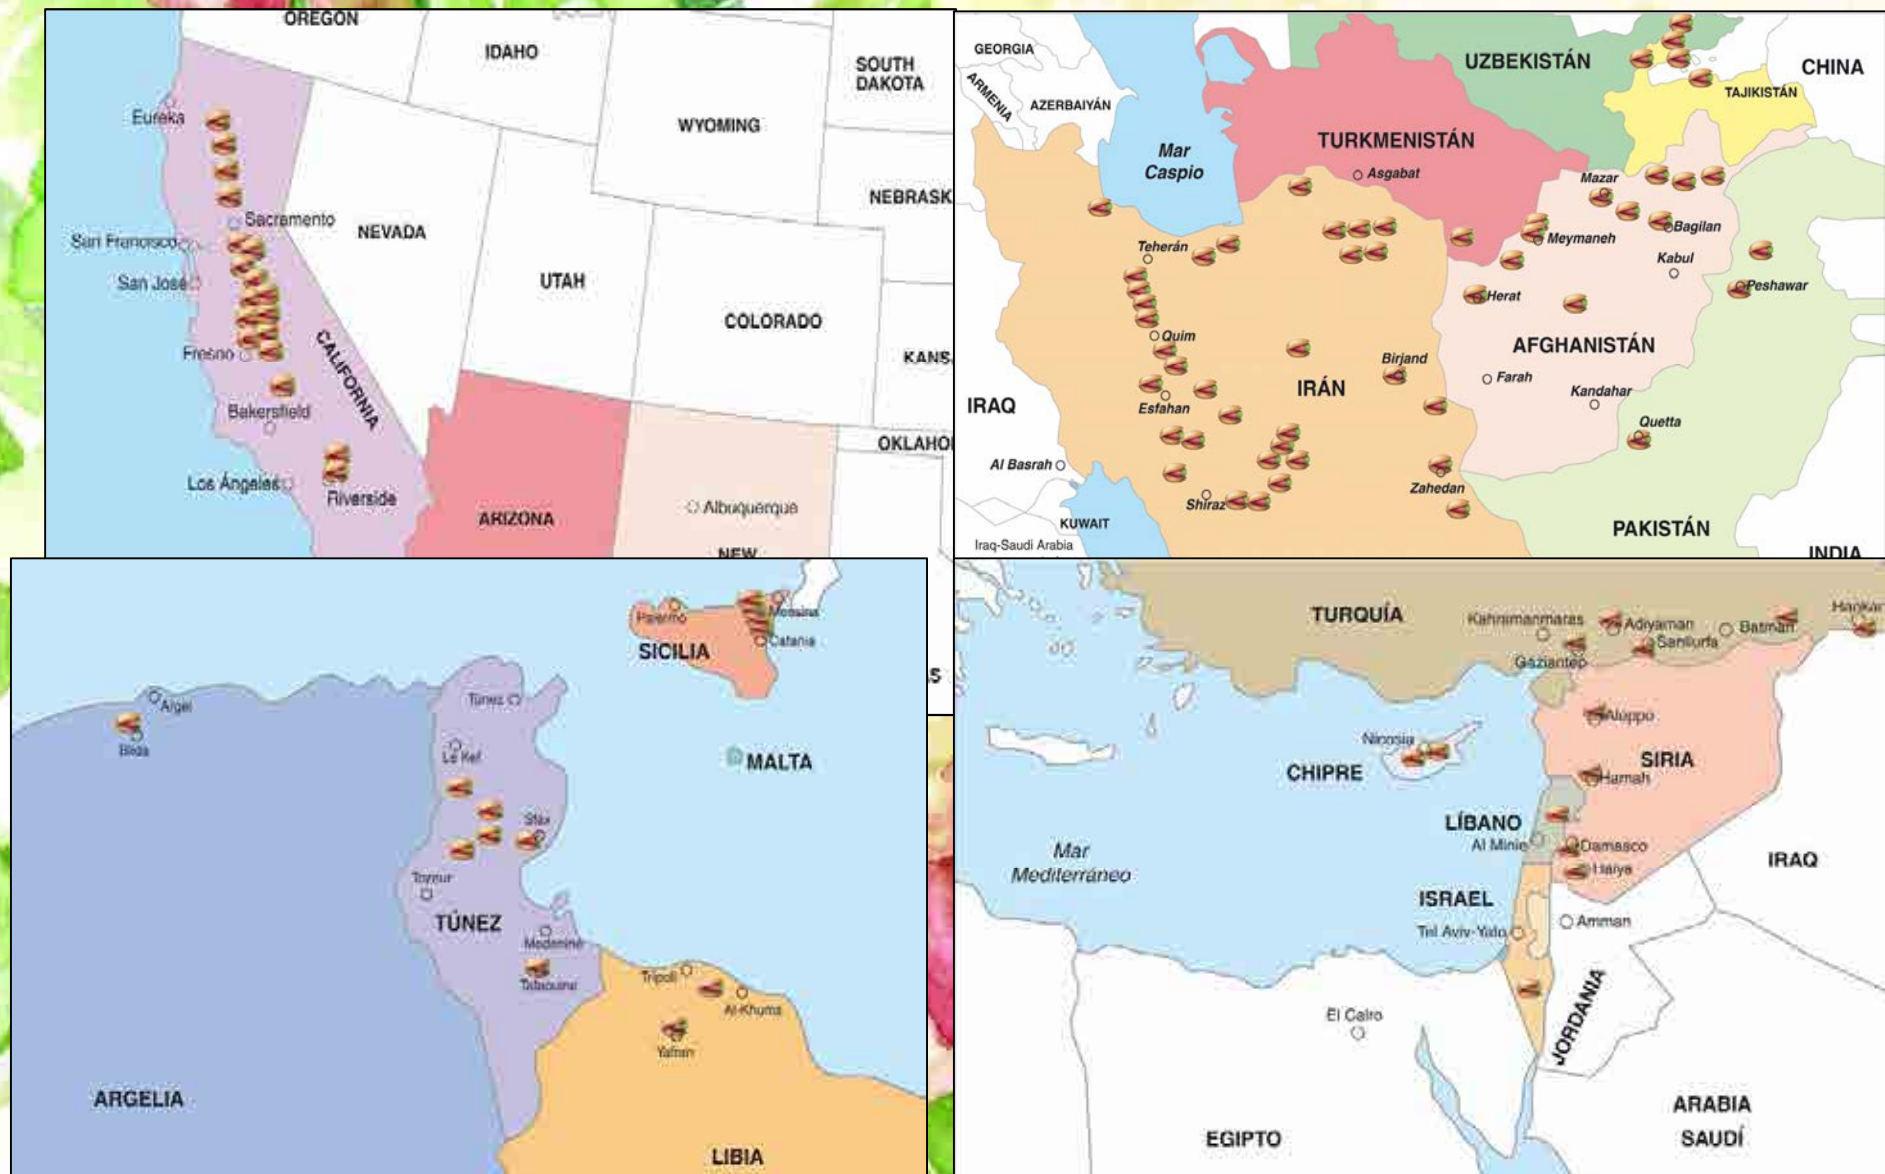 OREGON
IDAHO
SOUTH
DAKOTA
WYOMING
Eureka
NEBRASK
Sacramento
San Francisco
NEVADA
San José
UTAH
COLORADO
CALIFORNIA
Fresno
KANS
Bakersfield
OKLAHO
Los Ángeles
Riverside
ARIZONA
Albuquerque
NEW
GEORGIA
ARMENIA
AZERBAIYÁN
UZBEKISTÁN
CHINA
TAJIKISTÁN
TURKMENISTÁN
Mar
Caspio
Asgabat
Mazar
Bagilan
Meymaneh
Teherán
Kabul
Peshawar
Herat
Quim
AFGHANISTÁN
Birjand
IRÁN
Farah
Kandahar
Esfahan
IRAQ
Quetta
Al Basrah
Zahedan
Shiraz
KUWAIT
PAKISTÁN
Iraq-Saudi Arabia
INDIA
Palermo
Messina
Catania
SICILIA
AS
Argel
Túnez
Blida
Le Kef
MALTA
Sfax
Tozeur
TÚNEZ
Medenine
Tataouine
Trípoli
Al-Khums
Yafran
ARGELIA
LIBIA
TURQUÍA
Kahramanmaras
Adiyaman
Batman
Hankar
Sanliurfa
Gaziantep
Aleppo
Nicosia
CHIPRE
SIRIA
Hamah
LÍBANO
Al Minie
Damasco
Mar
Mediterráneo
Haiya
IRAQ
ISRAEL
Amman
Tel Aviv-Yafo
JORDANIA
El Cairo
ARABIA
SAUDÍ
EGIPTO